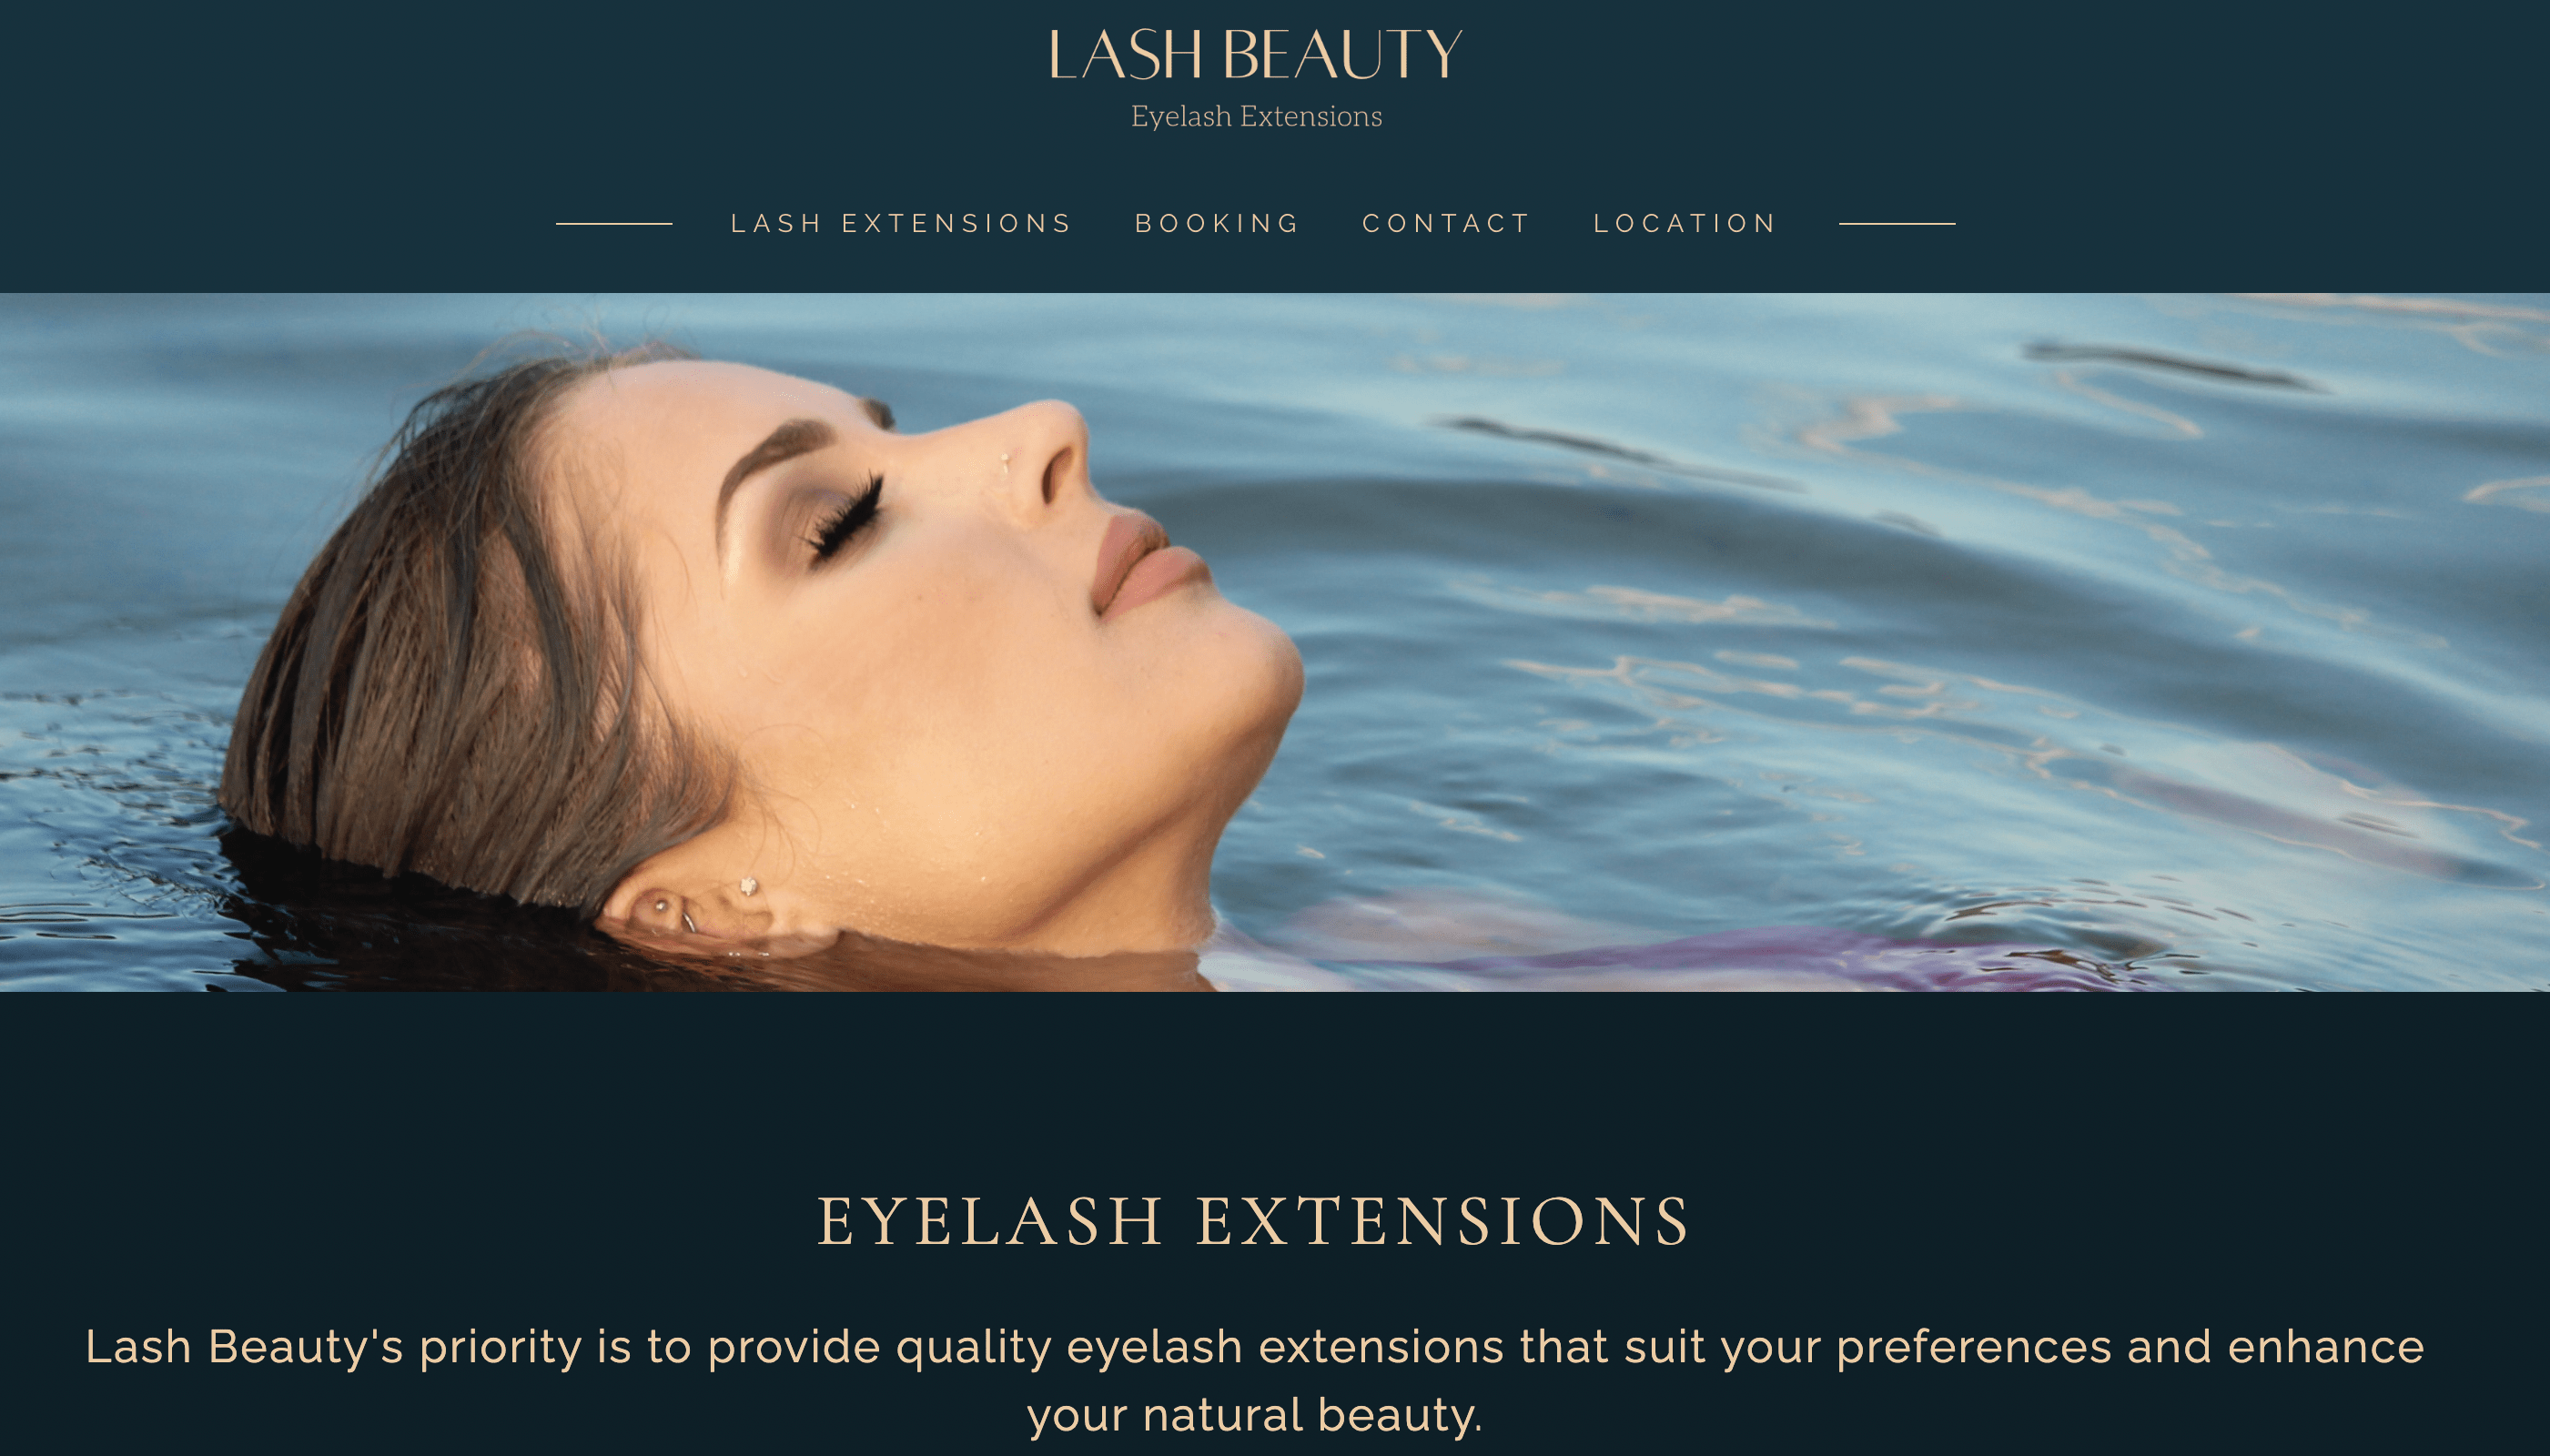 LASH BEAUTY
Eyelash Extensions
LASH EXTENSIONS BOOKING CONTACT LOCATION
EYELASH EXTENSIONS
Lash Beauty's priority is to provide quality eyelash extensions that suit your preferences and enhance
your natural beauty.